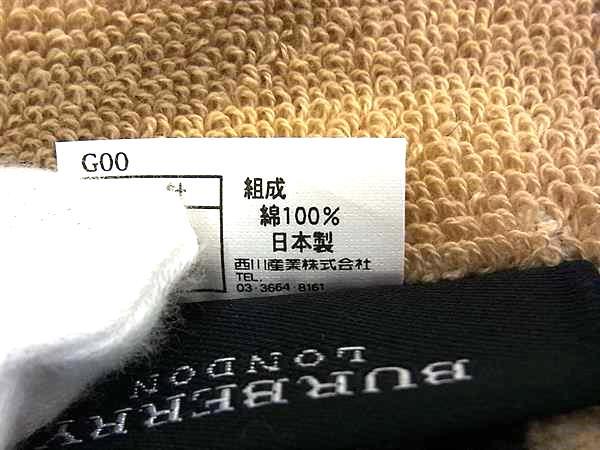 G00
組成
綿100%
日本製
西川産業株式会社
TEL.
03-3664-8161
BURBERRY
LONDON